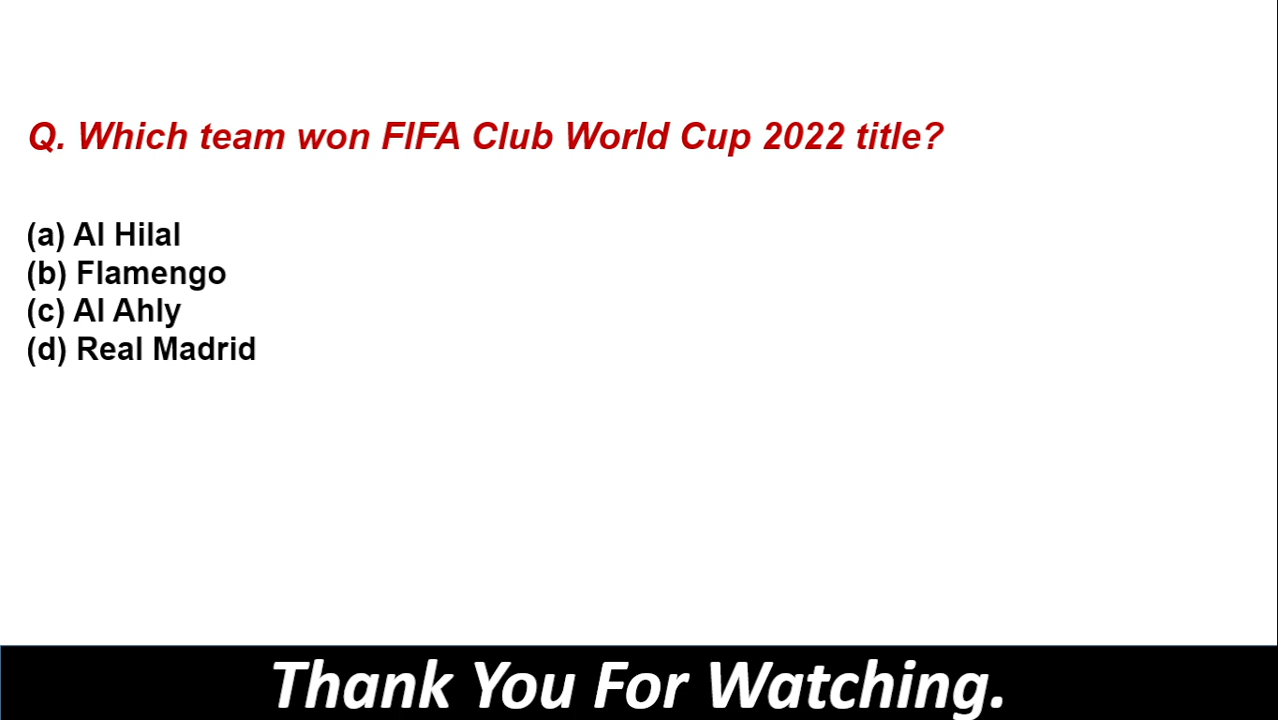 Q. Which team won FIFA Club World Cup 2022 title?
(a) Al Hilal
(b) Flamengo
(c) Al Ahly
(d) Real Madrid
Thank You For Watching.